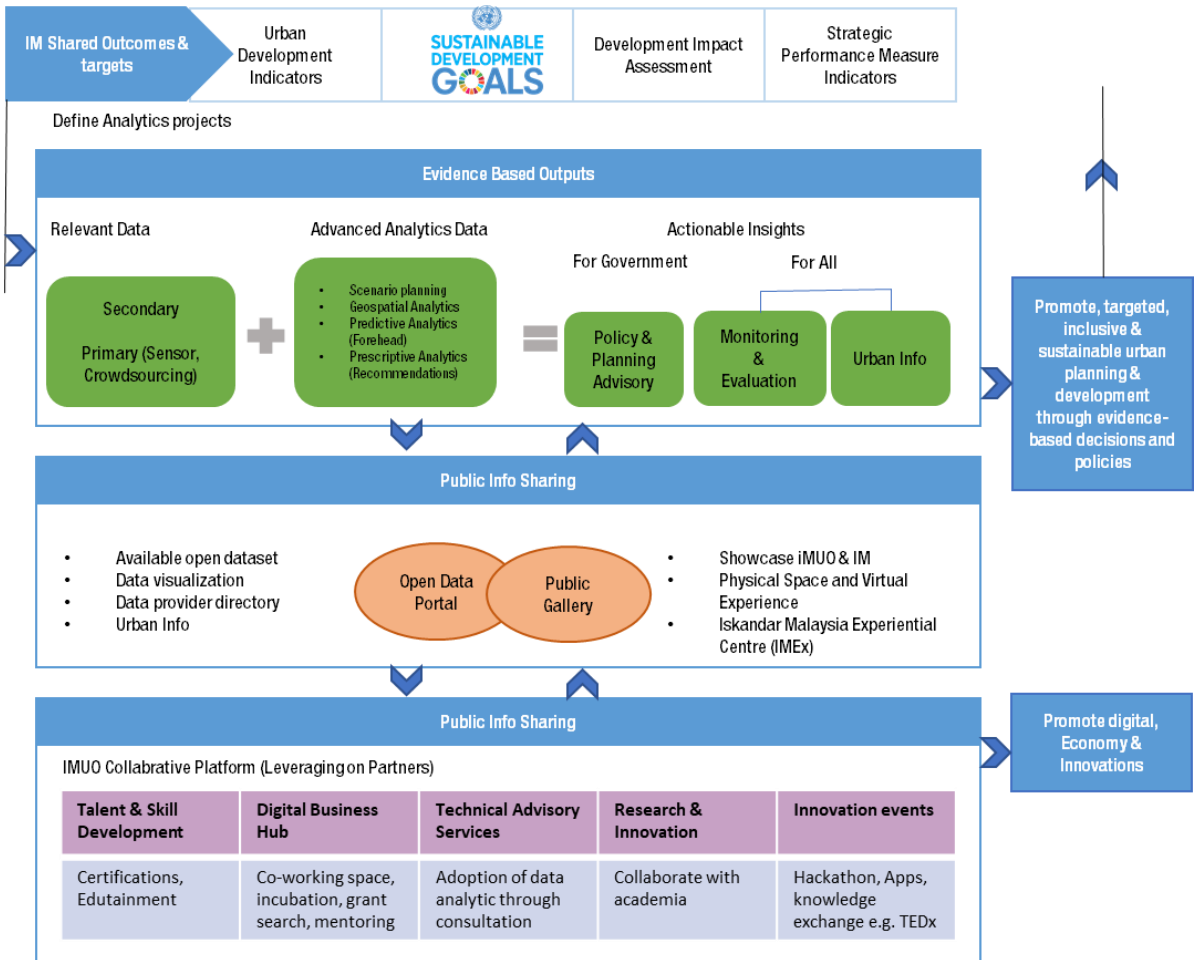 IM Shared Outcomes &
targets
Urban
Development
Indicators
SUSTAINABLE
DEVELOPMENT
GOALS
Development Impact
Assessment
Strategic
Performance Measure
Indicators
Define Analytics projects
Evidence Based Outputs
Relevant Data
Advanced Analytics Data
Actionable Insights
For Government
For All
Secondary
Primary (Sensor,
Crowdsourcing)
• Scenario planning
• Geospatial Analytics
• Predictive Analytics
(Forehead)
• Prescriptive Analytics
(Recommendations)
Policy &
Planning
Advisory
Monitoring
&
Evaluation
Urban Info
Promote, targeted,
inclusive &
sustainable urban
planning &
development
through evidence-
based decisions and
policies
Public Info Sharing
• Available open dataset
• Data visualization
• Data provider directory
• Urban Info
Open Data
Portal
Public
Gallery
• Showcase iMUO & IM
• Physical Space and Virtual
Experience
• Iskandar Malaysia Experiential
Centre (IMEx)
Public Info Sharing
Promote digital,
Economy &
Innovations
IMUO Collabrative Platform (Leveraging on Partners)
Talent & Skill
Development
Digital Business
Hub
Technical Advisory
Services
Research &
Innovation
Innovation events
Certifications,
Edutainment
Co-working space,
incubation, grant
search, mentoring
Adoption of data
analytic through
consultation
Collaborate with
academia
Hackathon, Apps,
knowledge
exchange e.g. TEDx